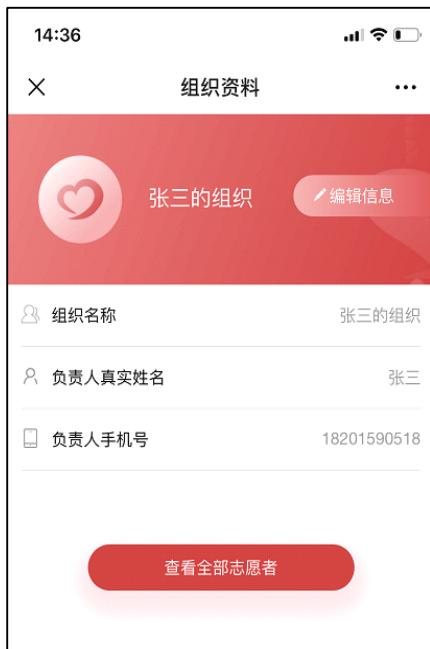 14:36
组织资料
张三的组织
编辑信息
组织名称 张三的组织
负责人真实姓名 张三
负责人手机号 18201590518
查看全部志愿者